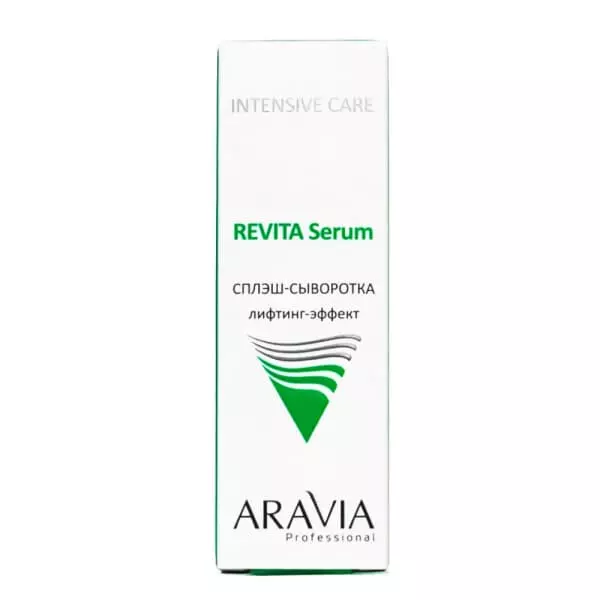 INTENSIVE CARE
REVITA Serum
СПЛЭШ-СЫВОРОТКА
лифтинг-эффект
ARAVIA
Professional